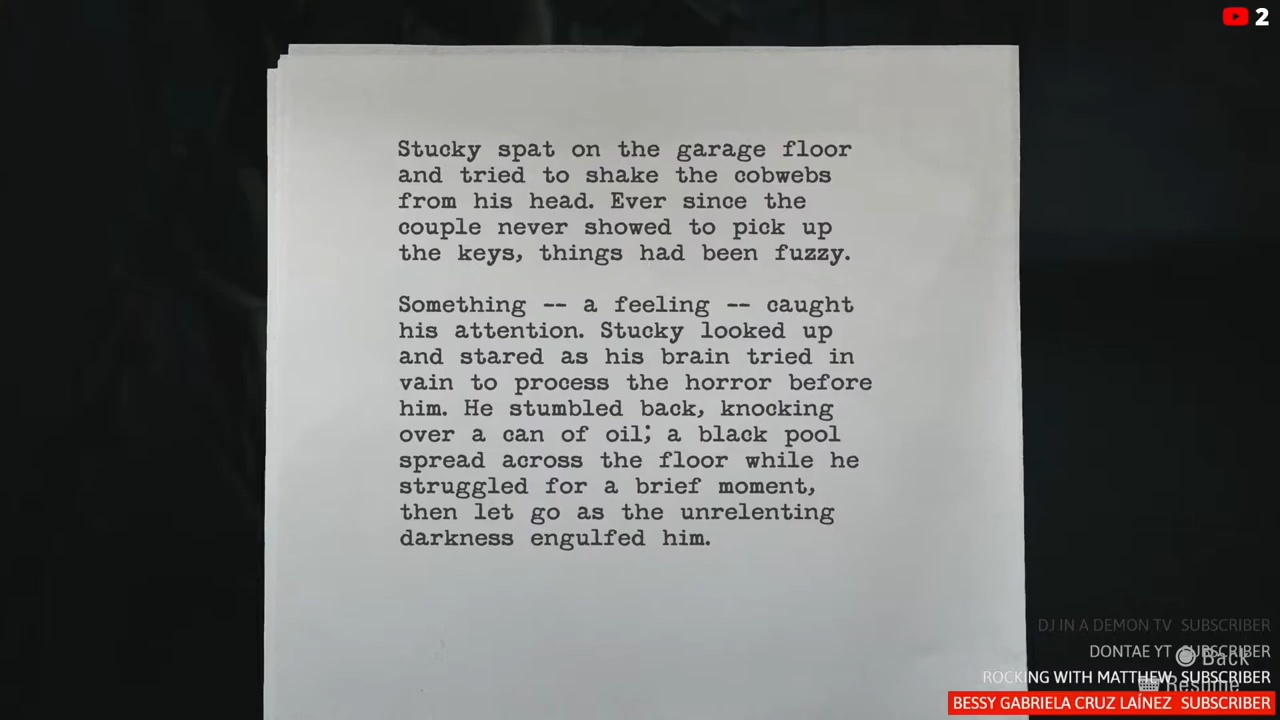 2
Stucky spat on the garage floor
and tried to shake the cobwebs
from his head. Ever since the
couple never showed to pick up
the keys, things had been fuzzy.
Something -- a feeling -- caught
his attention. Stucky looked up
and stared as his brain tried in
vain to process the horror before
him. He stumbled back, knocking
over a can of oil; a black pool
spread across the floor while he
struggled for a brief moment,
then let go as the unrelenting
darkness engulfed him.
DJ IN A DEMON TV SUBSCRIBER
DONTAE YT SUBSCRIBER
Back
ROCKING WITH MATTHEW SUBSCRIBER
Resume
BESSY GABRIELA CRUZ LAÍNEZ SUBSCRIBER